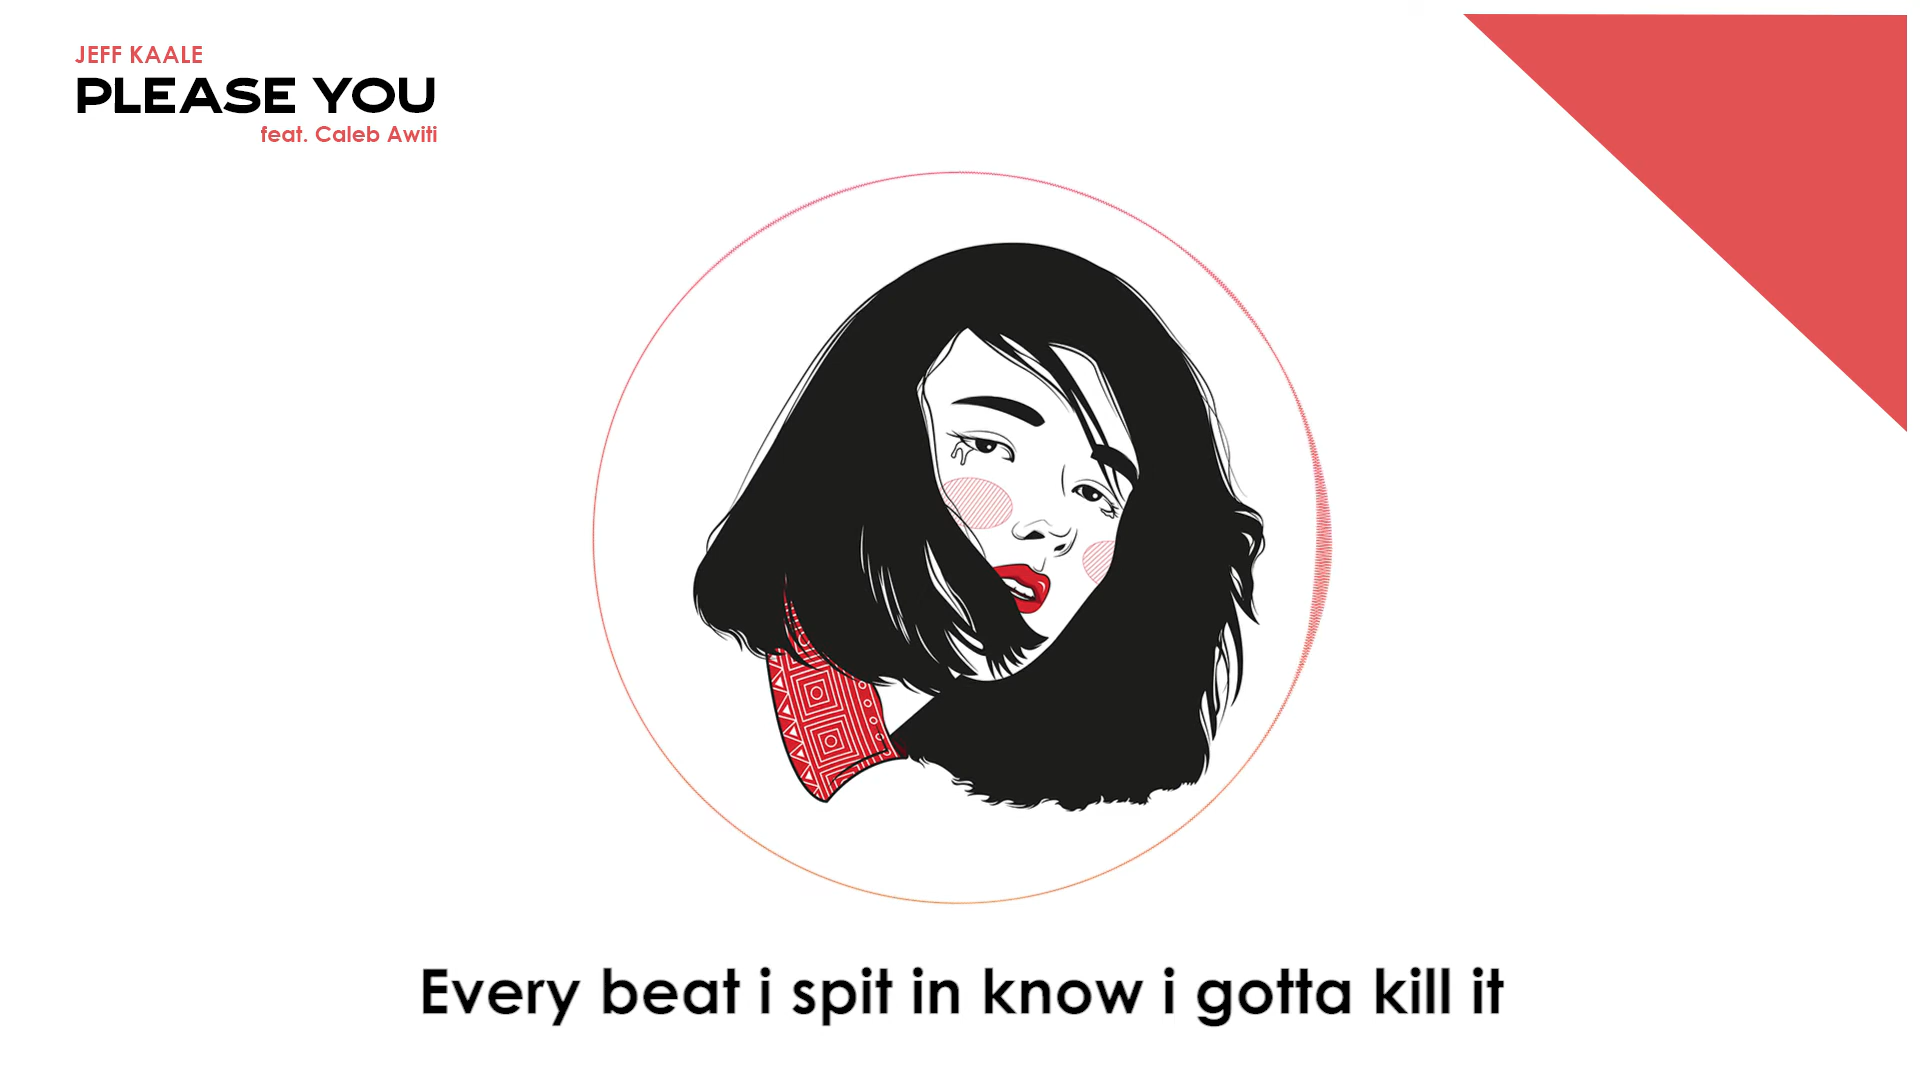 JEFF KAALE
PLEASE YOU
feat. Caleb Awiti
Every beat i spit in know i gotta kill it